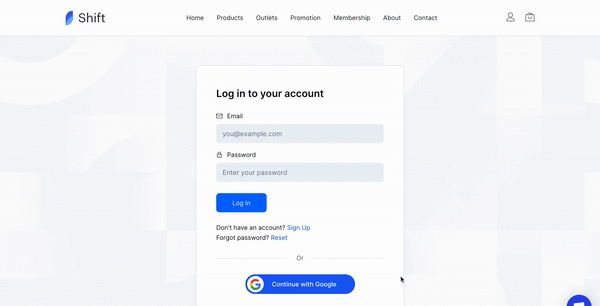 Shift
Home Products Outlets Promotion Membership About Contact
Log in to your account
Email
you@example.com
Password
Enter your password
Log In
Don't have an account? Sign Up
Forgot password? Reset
Or
Continue with Google